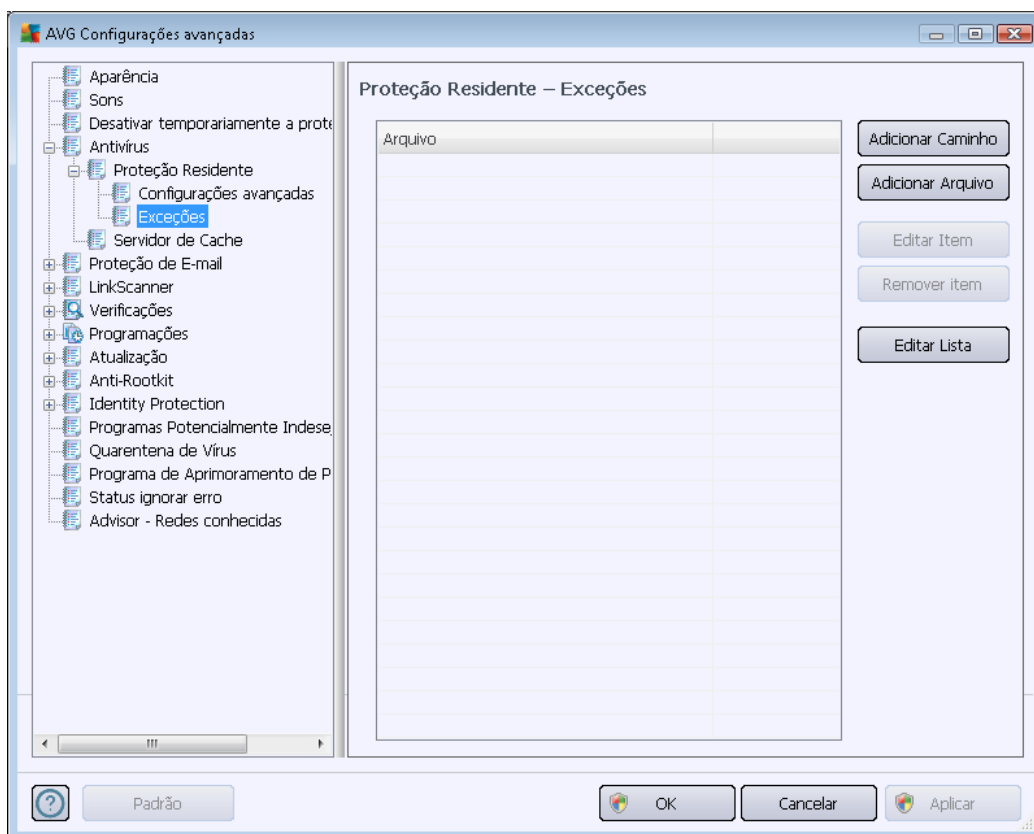 AVG Configurações avançadas
Aparência
Sons
Desativar temporariamente a prote
Antivírus
Proteção Residente
Configurações avançadas
Exceções
Servidor de Cache
Proteção de E-mail
LinkScanner
Verificações
Programações
Atualização
Anti-Rootkit
Identity Protection
Programas Potencialmente Indese
Quarentena de Vírus
Programa de Aprimoramento de P
Status ignorar erro
Advisor - Redes conhecidas
Proteção Residente – Exceções
Arquivo
Adicionar Caminho
Adicionar Arquivo
Editar Item
Remover item
Editar Lista
Padrão
OK
Cancelar
Aplicar